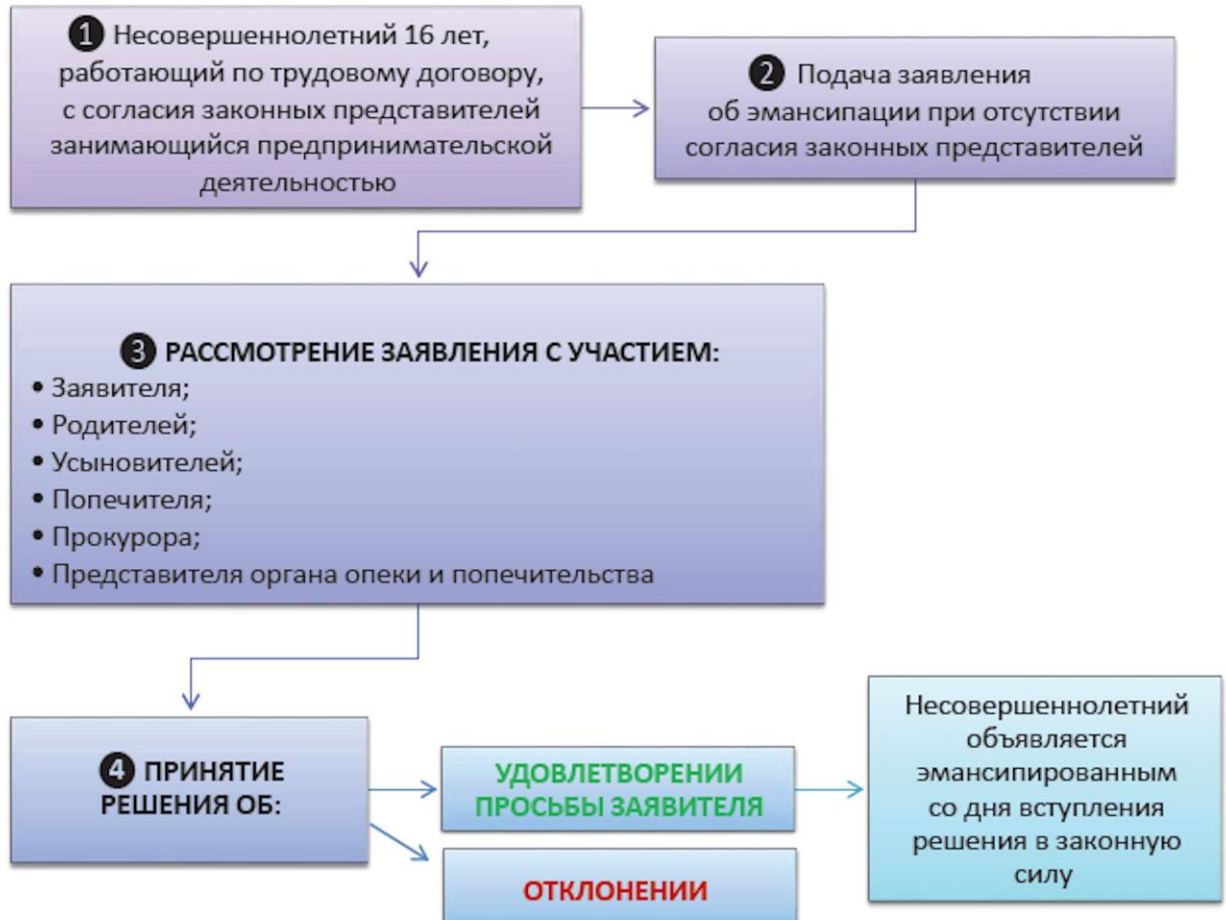 1 Несовершеннолетний 16 лет,
работающий по трудовому договору,
с согласия законных представителей
занимающийся предпринимательской
деятельностью
2 Подача заявления
об эмансипации при отсутствии
согласия законных представителей
3 РАССМОТРЕНИЕ ЗАЯВЛЕНИЯ С УЧАСТИЕМ:
• Заявителя;
• Родителей;
• Усыновителей;
• Попечителя;
• Прокурора;
• Представителя органа опеки и попечительства
4 ПРИНЯТИЕ
РЕШЕНИЯ ОБ:
УДОВЛЕТВОРЕНИИ
ПРОСЬБЫ ЗАЯВИТЕЛЯ
ОТКЛОНЕНИИ
Несовершеннолетний
объявляется
эмансипированным
со дня вступления
решения в законную
силу